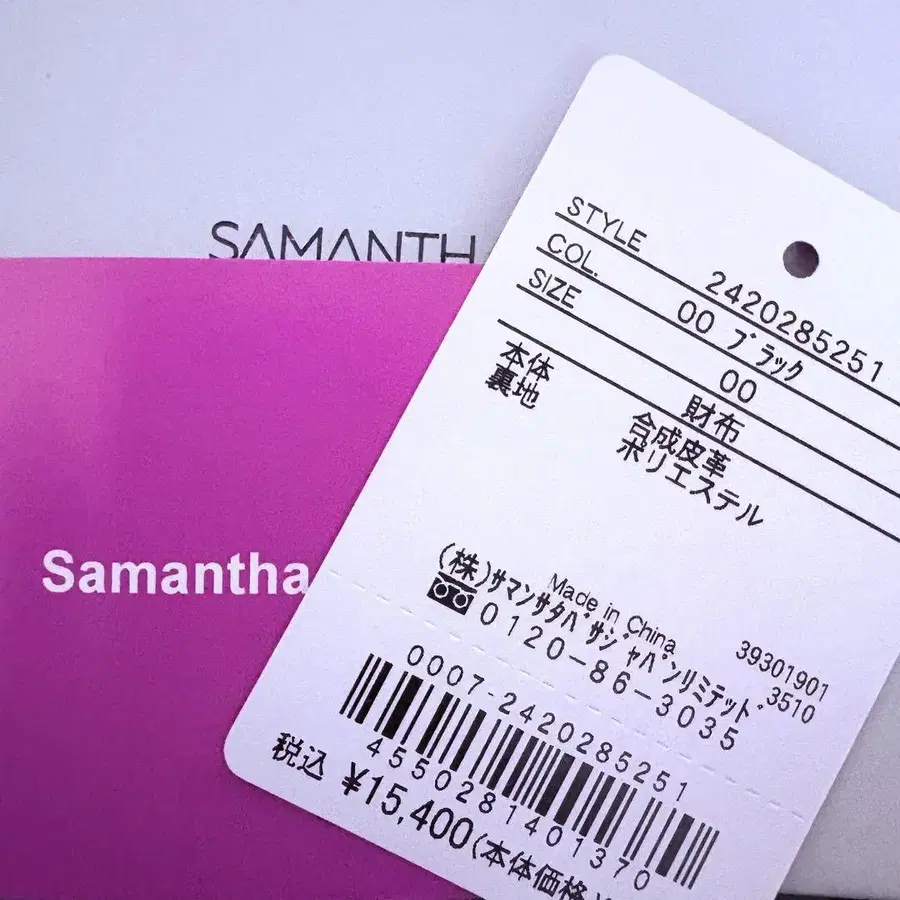 SAMANTH
Samantha
STYLE 2420285251
COL. 00 ブラック
SIZE 00
財布
本体 合成皮革
裏地 ポリエステル
Made in China
(株)サマンサタバサジャパンリミテッド
0120-86-3035
39301901
3510
0007-2420285251
4550281401370
税込 ¥15,400(本体価格¥